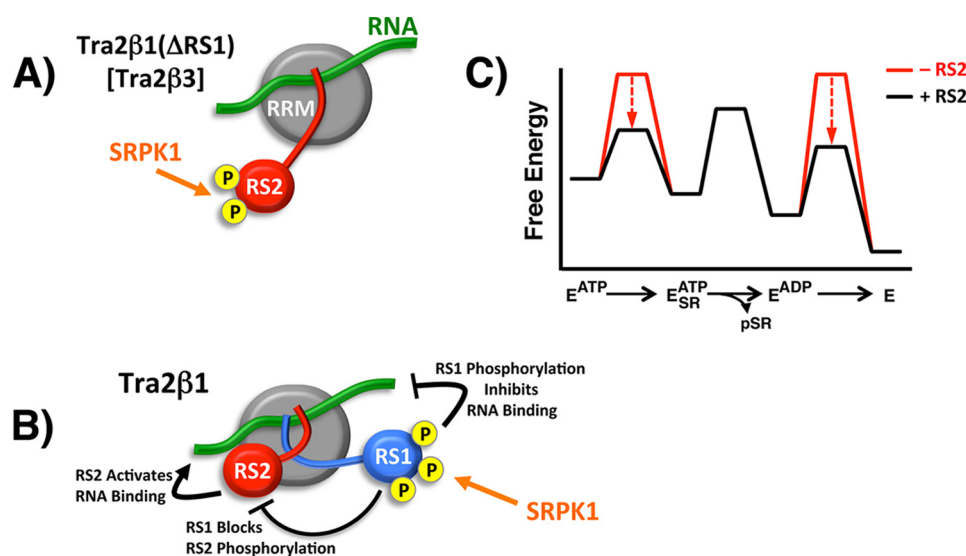 A)
Tra2β1(ΔRS1)
[Tra2β3]
RNA
RRM
SRPK1
P
P
RS2
C)
Free Energy
– RS2
+ RS2
E^ATP
E^ATP_SR
pSR
E^ADP
E
B)
Tra2β1
RS1 Phosphorylation
Inhibits
RNA Binding
RS2
RS1
P
P
P
RS2 Activates
RNA Binding
RS1 Blocks
RS2 Phosphorylation
SRPK1